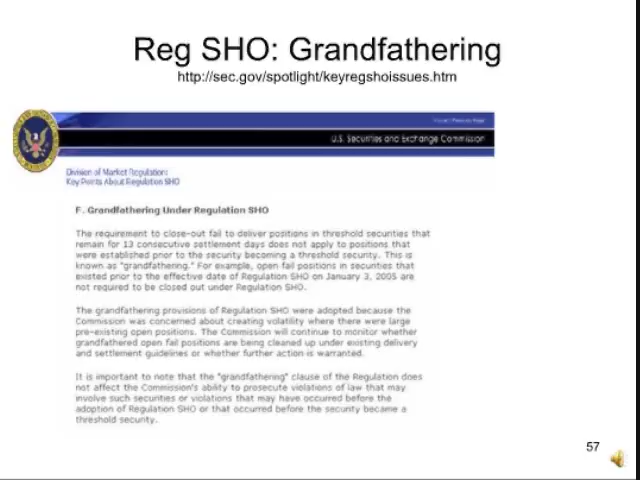 Reg SHO: Grandfathering
http://sec.gov/spotlight/keyregshoissues.htm
U.S. Securities and Exchange Commission
Division of Market Regulation:
Key Points About Regulation SHO
F. Grandfathering Under Regulation SHO
The requirement to close-out fail to deliver positions in threshold securities that
remain for 13 consecutive settlement days does not apply to positions that
were established prior to the security becoming a threshold security. This is
known as "grandfathering." For example, open fail positions in securities that
existed prior to the effective date of Regulation SHO on January 3, 2005 are
not required to be closed out under Regulation SHO.
The grandfathering provisions of Regulation SHO were adopted because the
Commission was concerned about creating volatility where there were large
pre-existing open positions. The Commission will continue to monitor whether
grandfathered open fail positions are being cleaned up under existing delivery
and settlement guidelines or whether further action is warranted.
It is important to note that the "grandfathering" clause of the Regulation does
not affect the Commission's ability to prosecute violations of law that may
involve such securities or violations that may have occurred before the
adoption of Regulation SHO or that occurred before the security became a
threshold security.
57